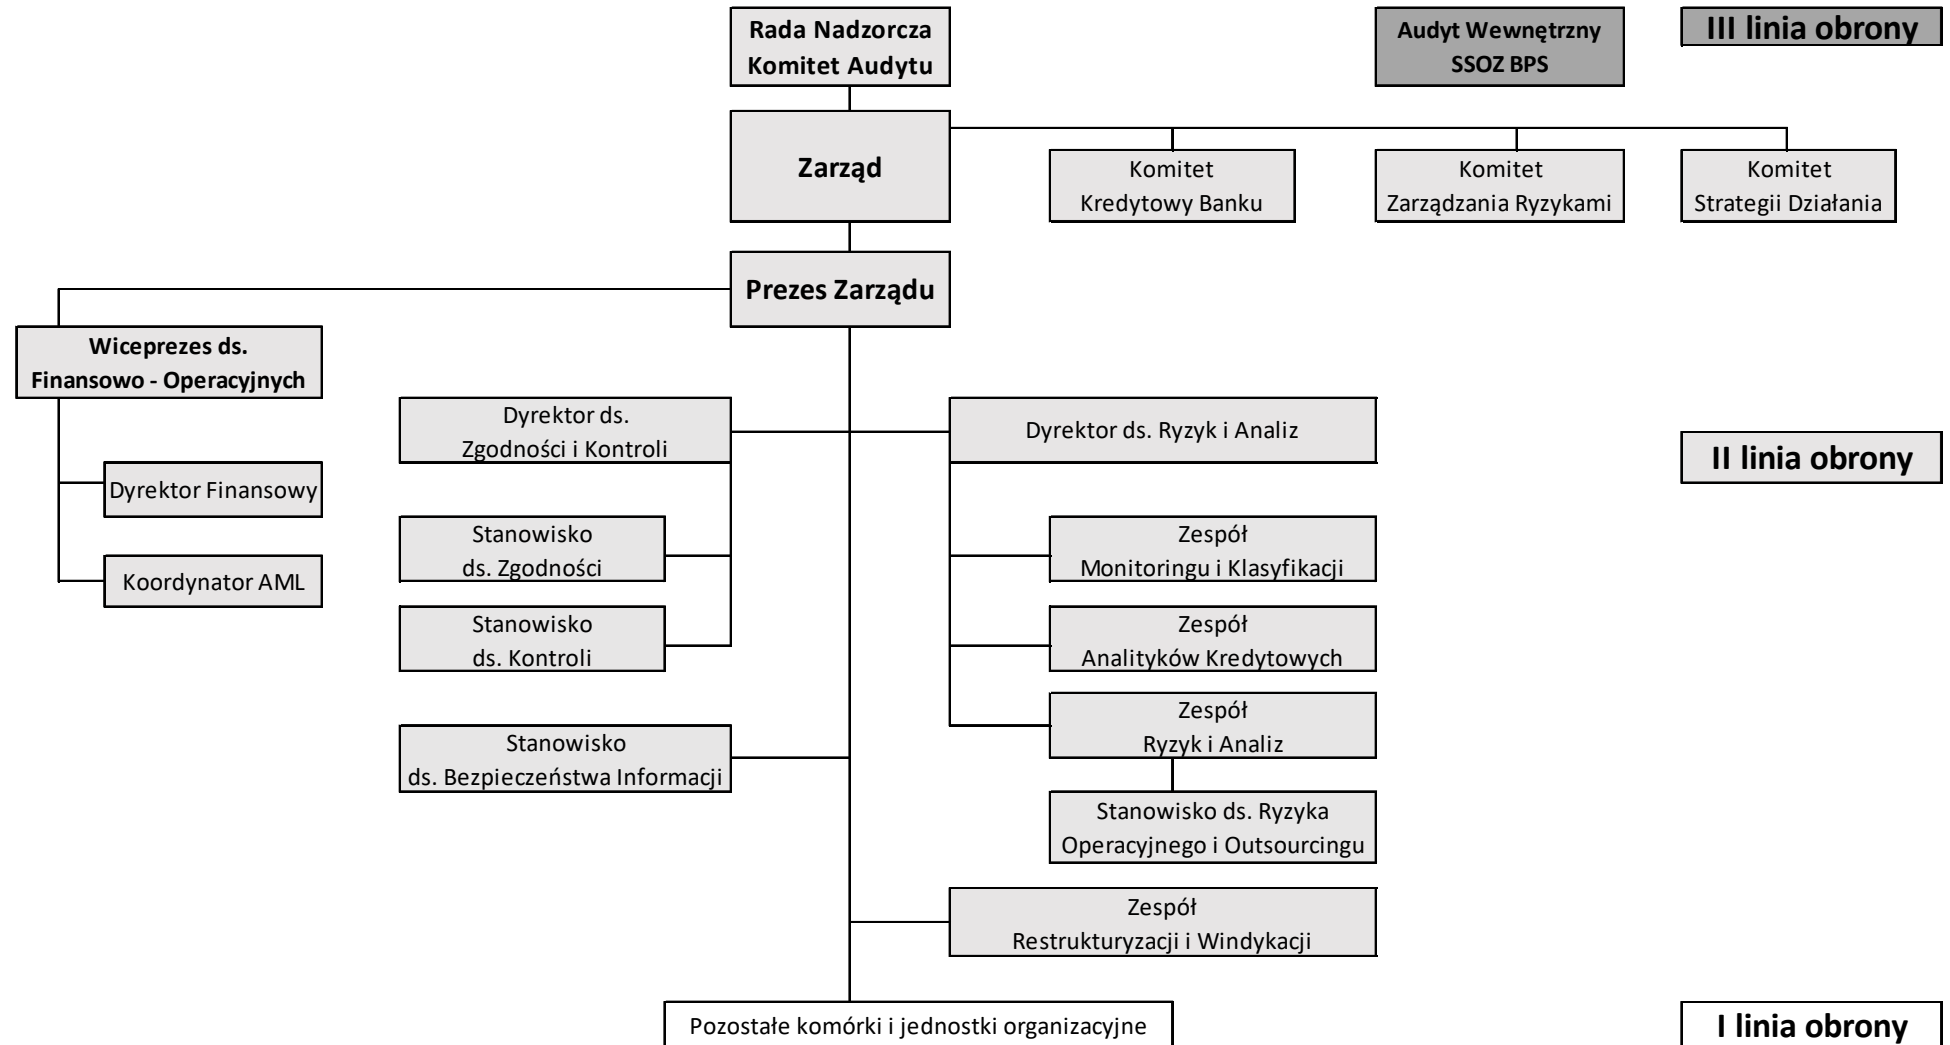 Rada Nadzorcza
Komitet Audytu
Audyt Wewnętrzny
SSOZ BPS
III linia obrony
Zarząd
Komitet
Kredytowy Banku
Komitet
Zarządzania Ryzykami
Komitet
Strategii Działania
Prezes Zarządu
Wiceprezes ds.
Finansowo - Operacyjnych
Dyrektor Finansowy
Koordynator AML
Dyrektor ds.
Zgodności i Kontroli
Stanowisko
ds. Zgodności
Stanowisko
ds. Kontroli
Stanowisko
ds. Bezpieczeństwa Informacji
Dyrektor ds. Ryzyk i Analiz
Zespół
Monitoringu i Klasyfikacji
Zespół
Analityków Kredytowych
Zespół
Ryzyk i Analiz
Stanowisko ds. Ryzyka
Operacyjnego i Outsourcingu
Zespół
Restrukturyzacji i Windykacji
II linia obrony
Pozostałe komórki i jednostki organizacyjne
I linia obrony